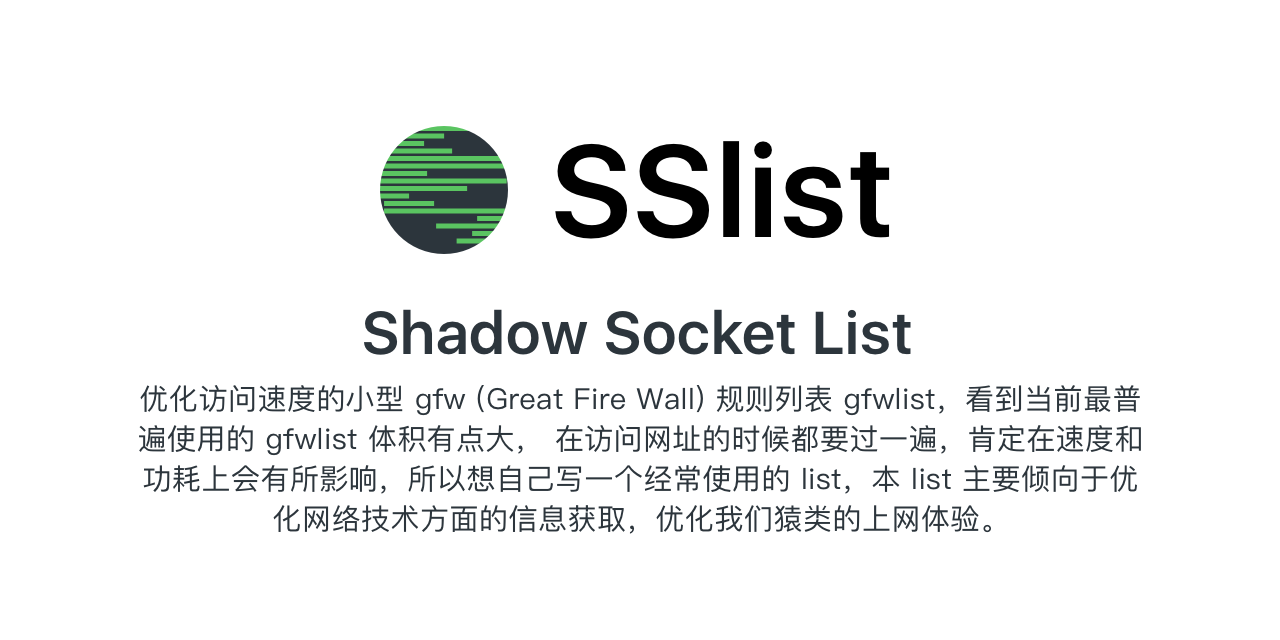 SSlist
Shadow Socket List
优化访问速度的小型 gfw (Great Fire Wall) 规则列表 gfwlist，看到当前最普
遍使用的 gfwlist 体积有点大， 在访问网址的时候都要过一遍，肯定在速度和
功耗上会有所影响，所以想自己写一个经常使用的 list，本 list 主要倾向于优
化网络技术方面的信息获取，优化我们猿类的上网体验。